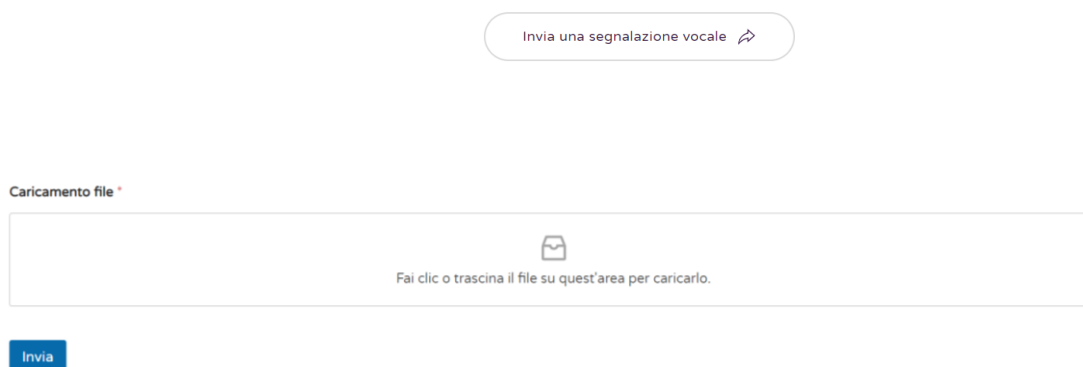 Invia una segnalazione vocale
Caricamento file *
Fai clic o trascina il file su quest'area per caricarlo.
Invia